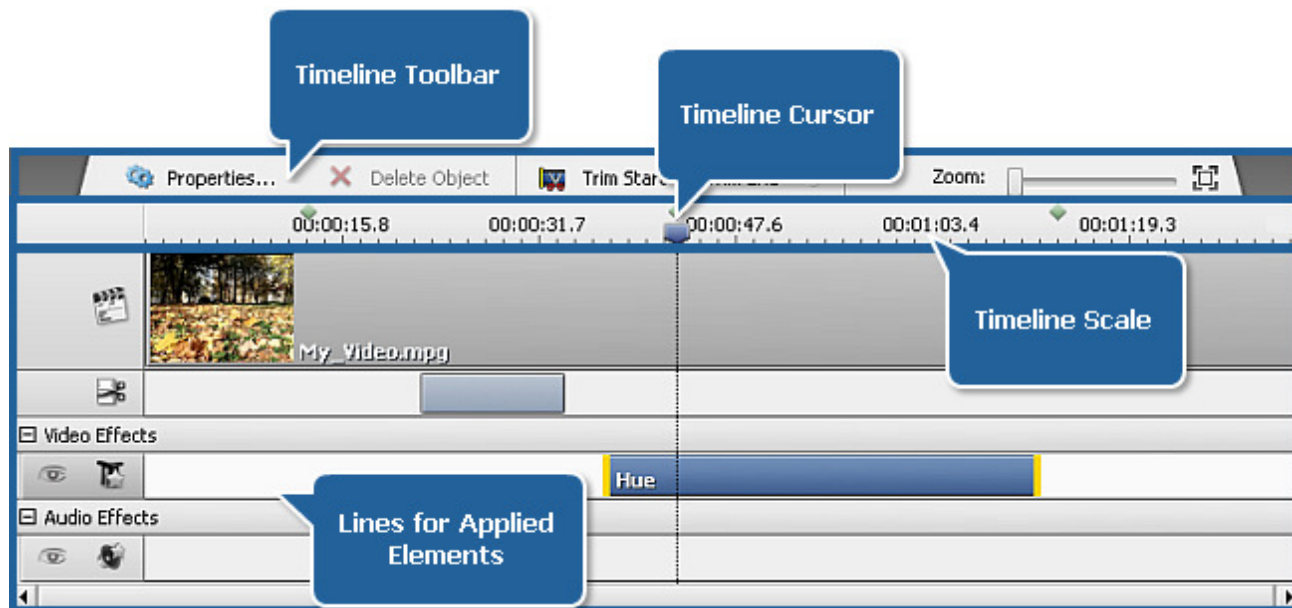 Timeline Toolbar
Timeline Cursor
Properties...
Delete Object
Trim Start
Zoom:
00:00:15.8
00:00:31.7
00:00:47.6
00:01:03.4
00:01:19.3
Timeline Scale
My_Video.mpg
Video Effects
Hue
Lines for Applied
Elements
Audio Effects